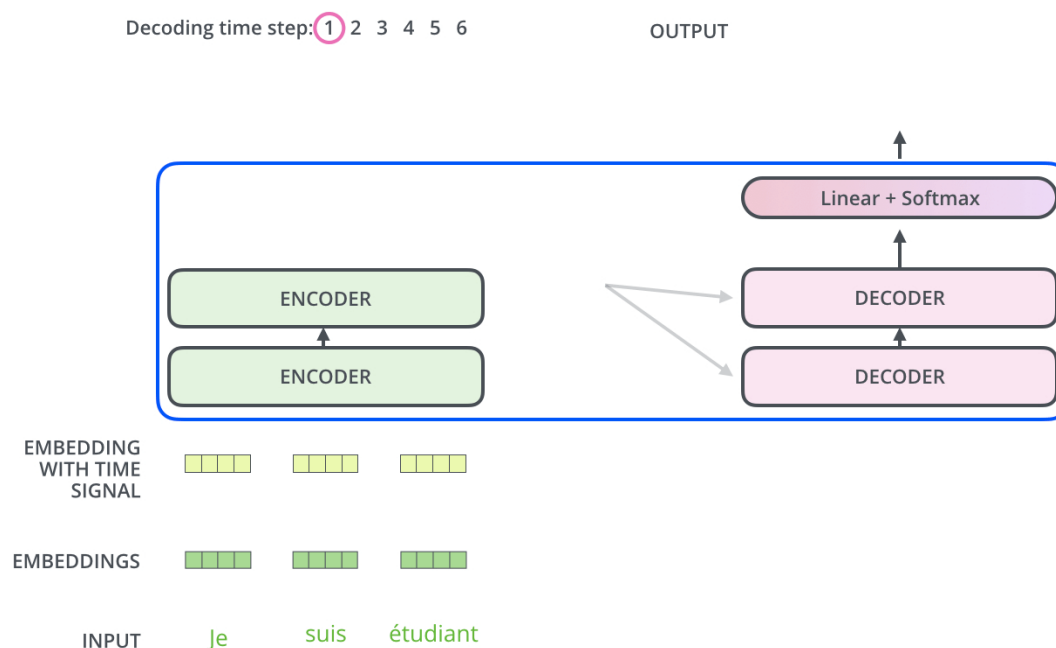 Decoding time step: 1 2 3 4 5 6
OUTPUT
Linear + Softmax
ENCODER
DECODER
ENCODER
DECODER
EMBEDDING
WITH TIME
SIGNAL
EMBEDDINGS
INPUT Je suis étudiant